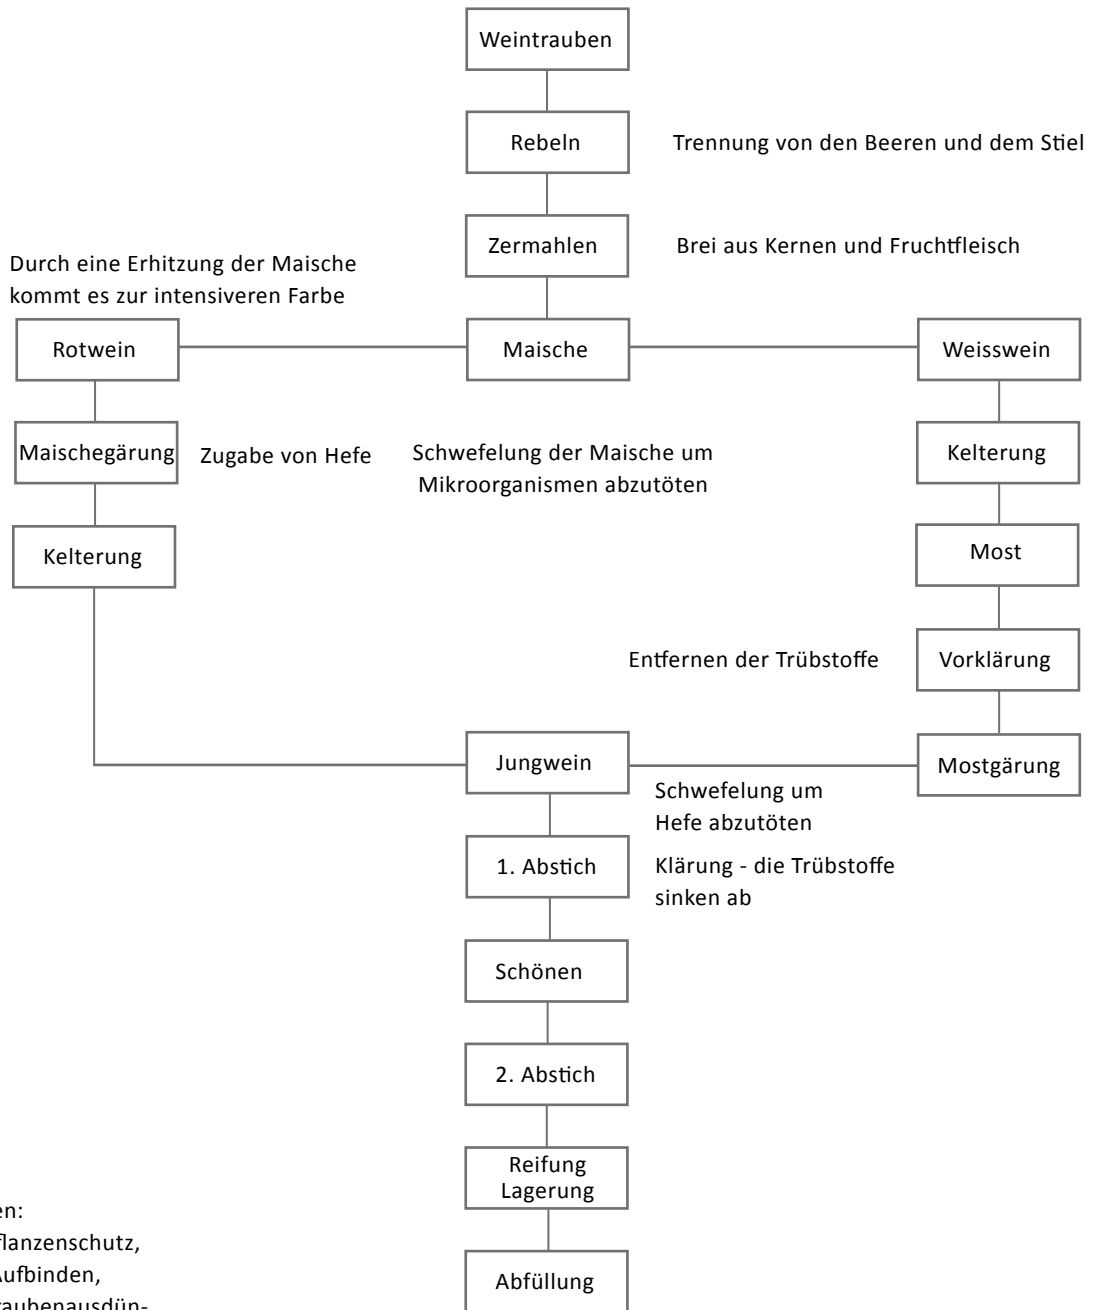 Weintrauben
Rebeln
Trennung von den Beeren und dem Stiel
Zermahlen
Brei aus Kernen und Fruchtfleisch
Durch eine Erhitzung der Maische
kommt es zur intensiveren Farbe
Rotwein
Maische
Weisswein
Maischegärung
Zugabe von Hefe
Schwefelung der Maische um
Mikroorganismen abzutöten
Kelterung
Kelterung
Most
Entfernen der Trübstoffe
Vorklärung
Jungwein
Mostgärung
Schwefelung um
Hefe abzutöten
1. Abstich
Klärung - die Trübstoffe
sinken ab
Schönen
2. Abstich
Reifung
Lagerung
Abfüllung
en:
flanzenschutz,
Aufbinden,
raubenausdün-